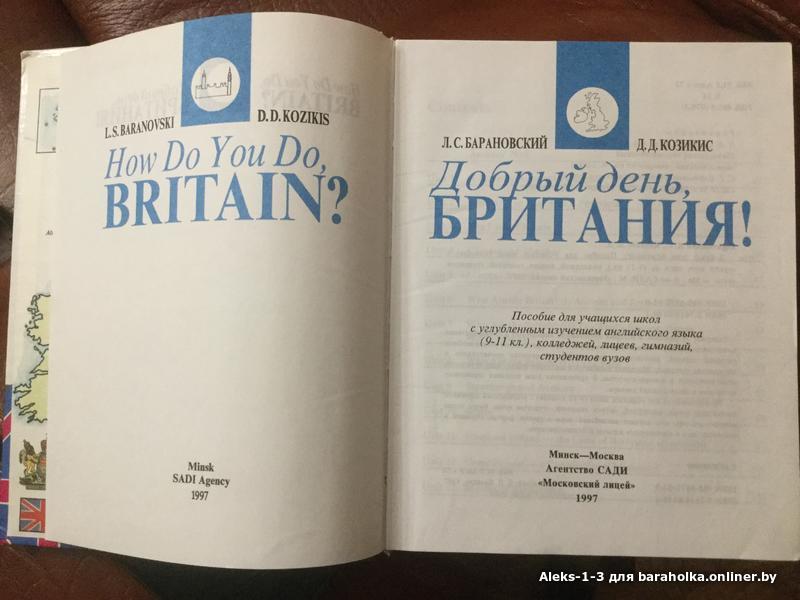 L.S. BARANOVSKI
D.D. KOZIKIS
How Do You Do,
BRITAIN?
Minsk
SADI Agency
1997
Л. С. БАРАНОВСКИЙ
Д. Д. КОЗИКИС
Добрый день,
БРИТАНИЯ!
Пособие для учащихся школ
с углубленным изучением английского языка
(9-11 кл.), колледжей, лицеев, гимназий,
студентов вузов
Минск—Москва
Агентство САДИ
«Московский лицей»
1997
Aleks-1-3 для baraholka.onliner.by